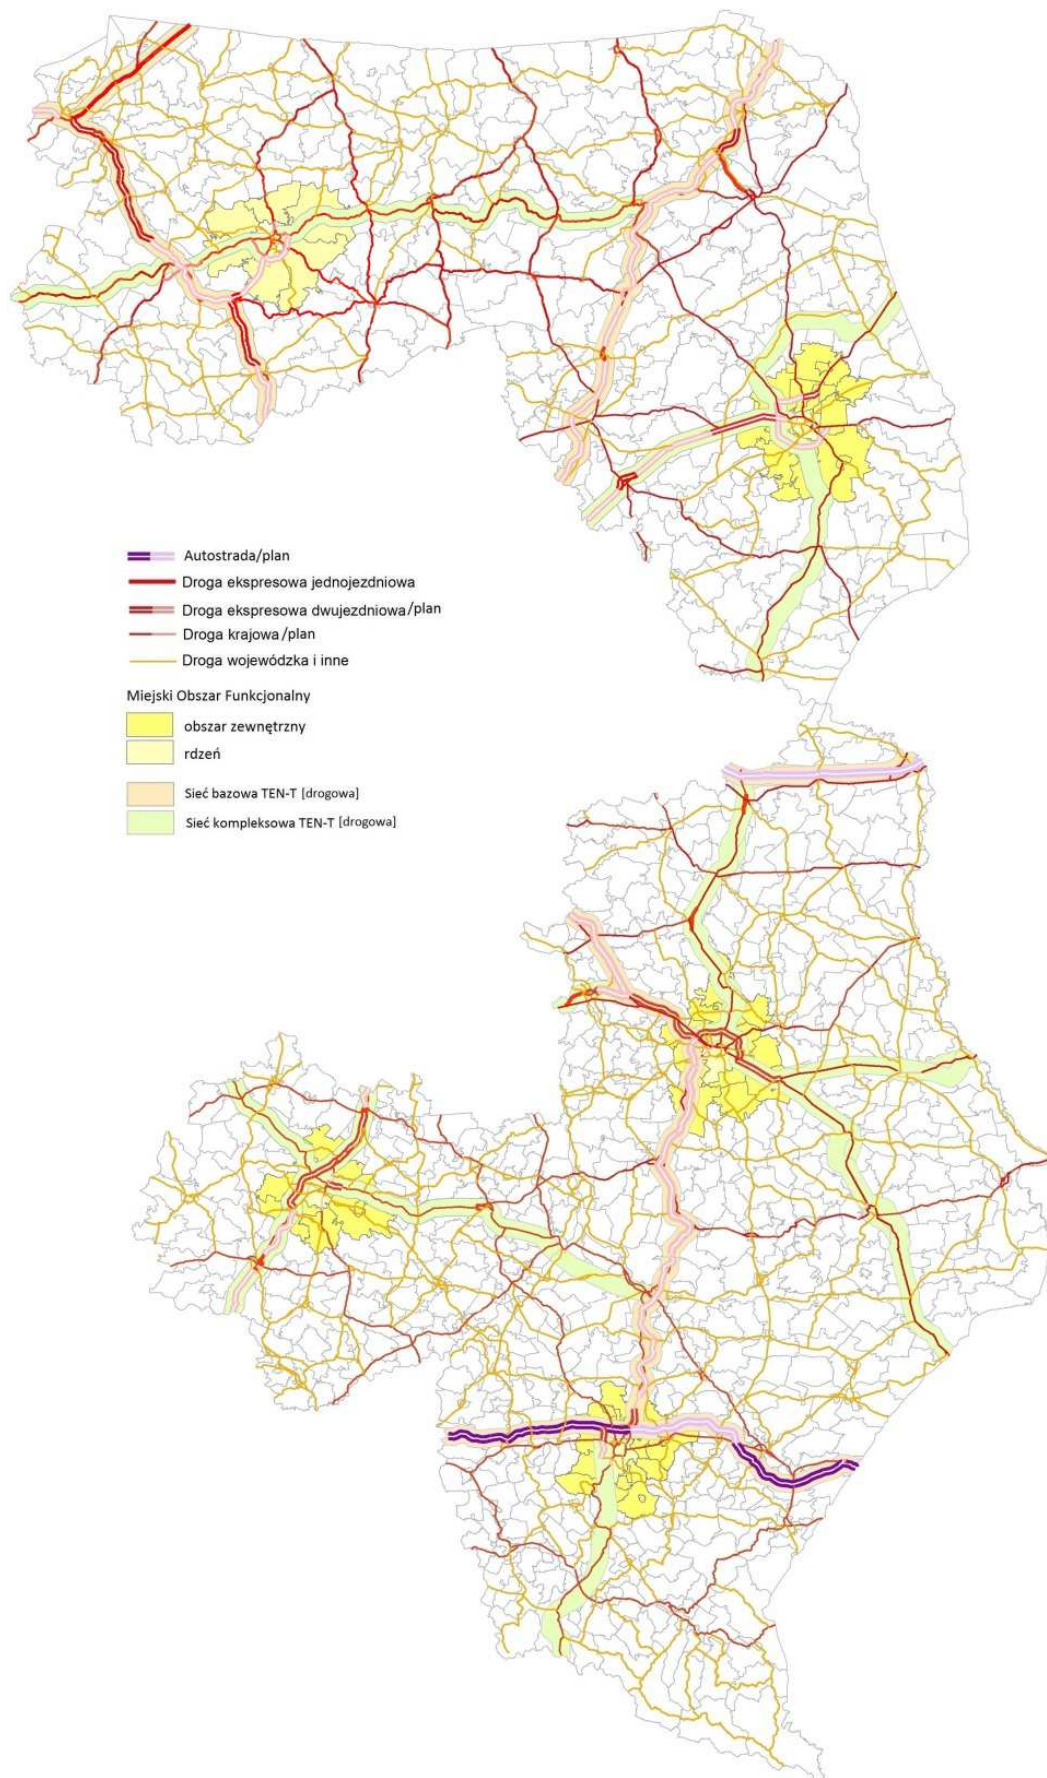 Autostrada/plan
Droga ekspresowa jednojezdniowa
Droga ekspresowa dwujezdniowa/plan
Droga krajowa/plan
Droga wojewódzka i inne
Miejski Obszar Funkcjonalny
obszar zewnętrzny
rdzeń
Sieć bazowa TEN-T [drogowa]
Sieć kompleksowa TEN-T [drogowa]